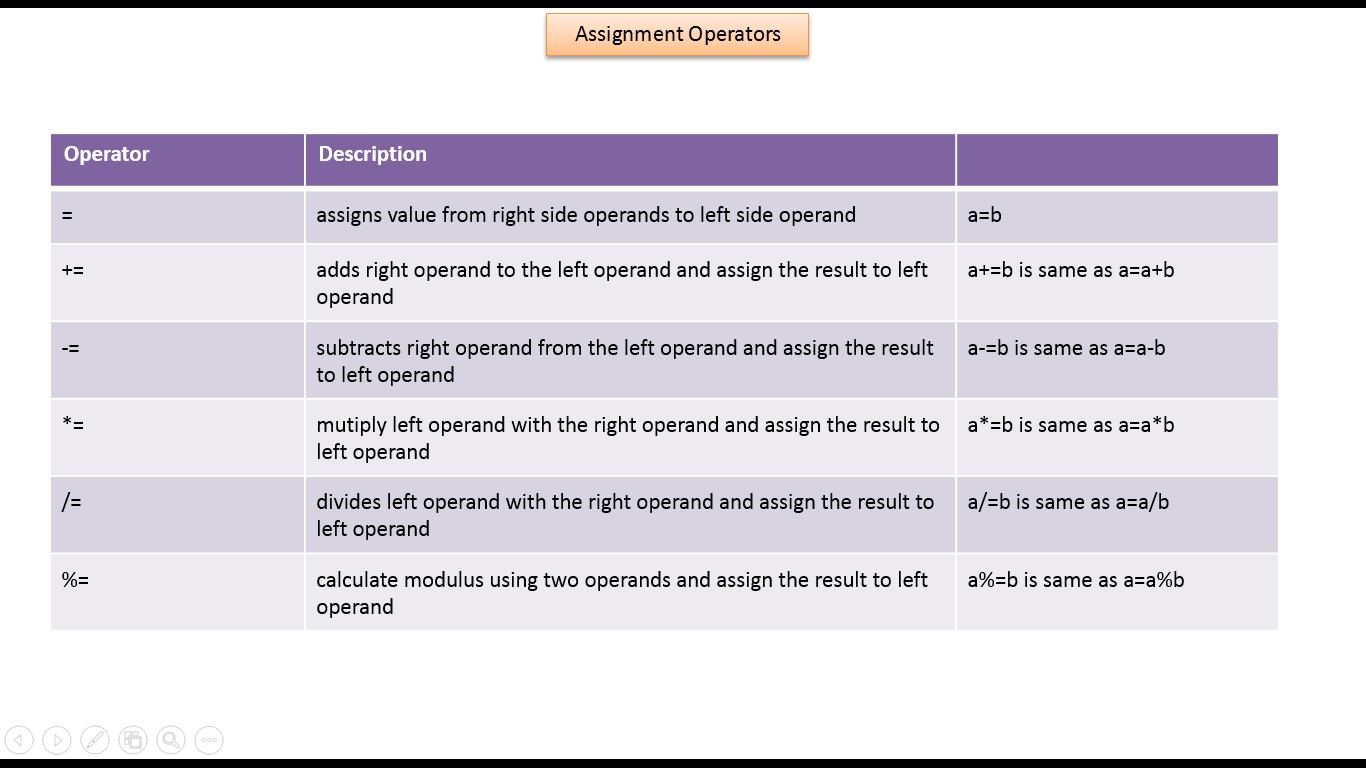 Assignment Operators
Operator Description
= assigns value from right side operands to left side operand a=b
+= adds right operand to the left operand and assign the result to left a+=b is same as a=a+b
operand
-= subtracts right operand from the left operand and assign the result a-=b is same as a=a-b
to left operand
*= mutiply left operand with the right operand and assign the result to a*=b is same as a=a*b
left operand
/= divides left operand with the right operand and assign the result to a/=b is same as a=a/b
left operand
%= calculate modulus using two operands and assign the result to left a%=b is same as a=a%b
operand